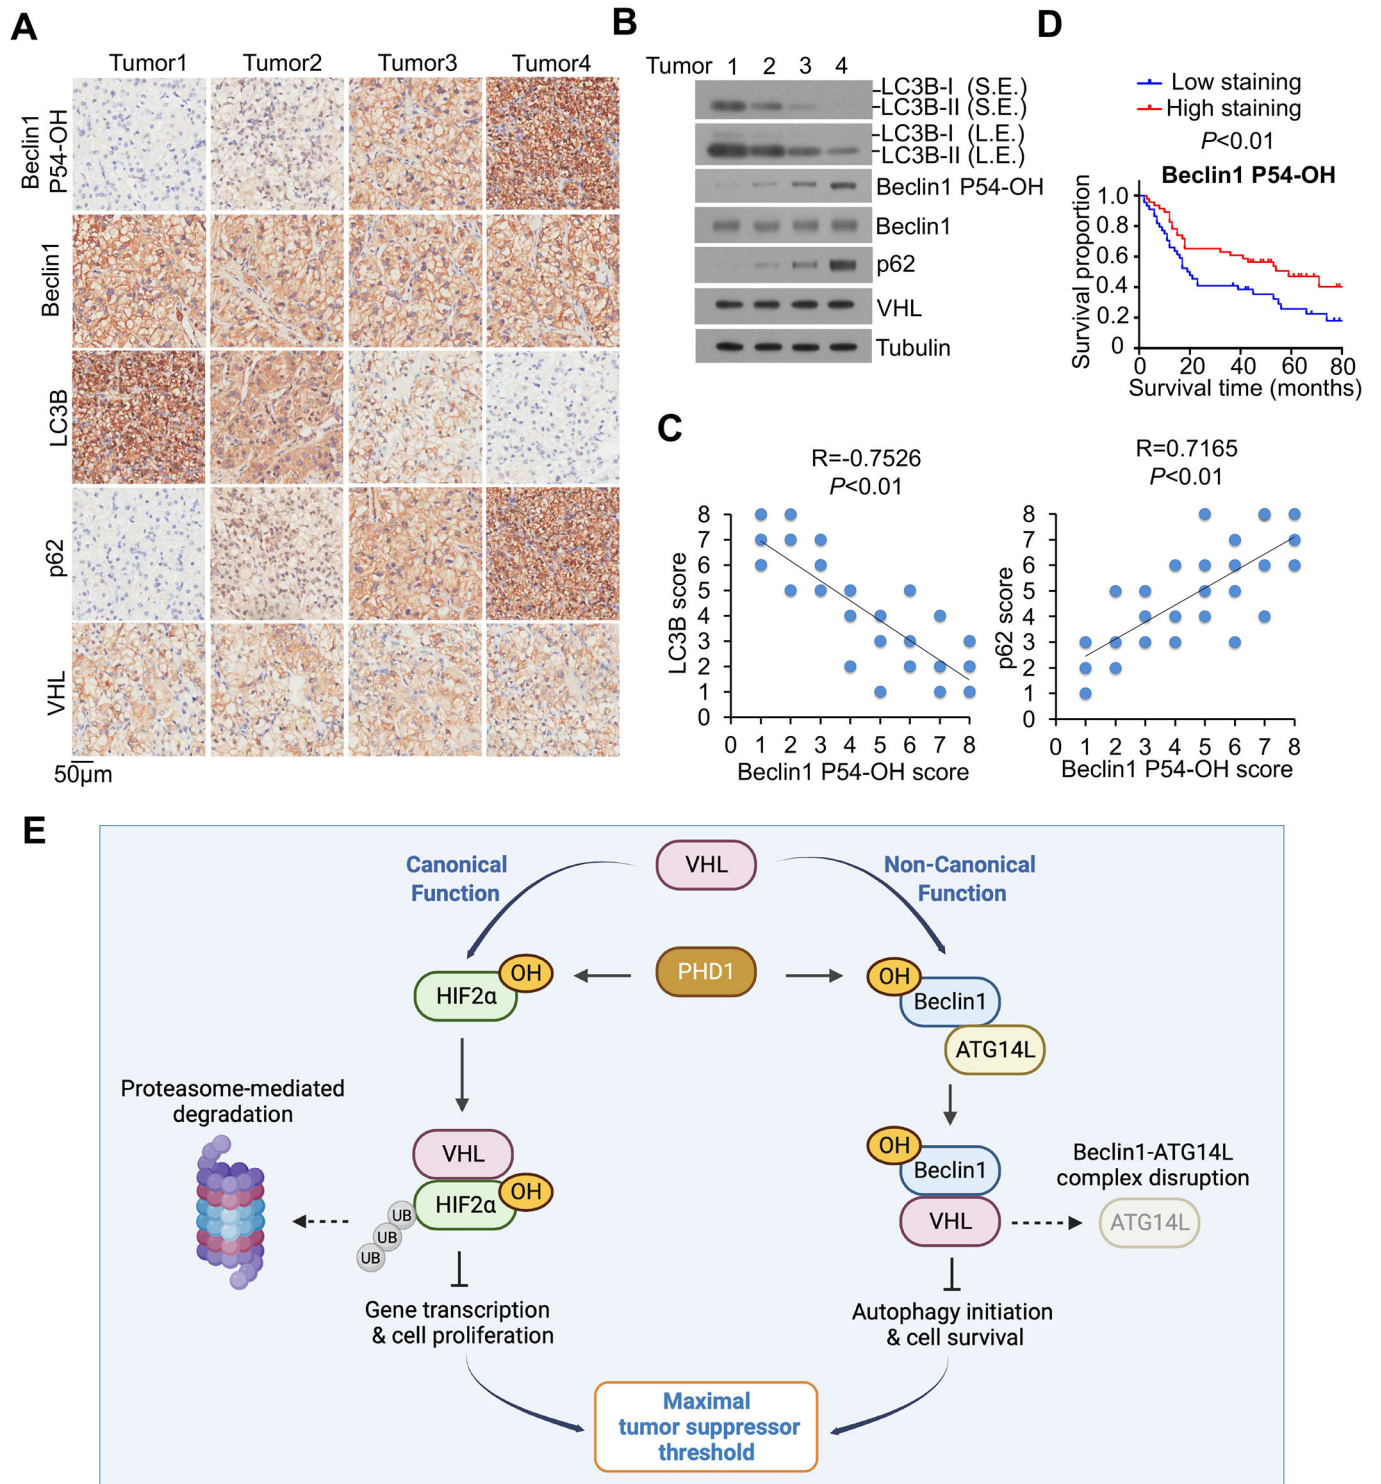 A
Tumor1 Tumor2 Tumor3 Tumor4
Beclin1
P54-OH
Beclin1
LC3B
p62
VHL
50μm
B
Tumor 1 2 3 4
LC3B-I (S.E.)
LC3B-II (S.E.)
LC3B-I (L.E.)
LC3B-II (L.E.)
Beclin1 P54-OH
Beclin1
p62
VHL
Tubulin
D
Low staining
High staining
P<0.01
Beclin1 P54-OH
Survival proportion
1.0
0.8
0.6
0.4
0.2
0
0 20 40 60 80
Survival time (months)
C
R=-0.7526
P<0.01
LC3B score
8
7
6
5
4
3
2
1
0
0 1 2 3 4 5 6 7 8
Beclin1 P54-OH score
R=0.7165
P<0.01
p62 score
8
7
6
5
4
3
2
1
0
0 1 2 3 4 5 6 7 8
Beclin1 P54-OH score
E
VHL
Canonical
Function
Non-Canonical
Function
PHD1
OH
HIF2α
OH
Beclin1
ATG14L
Proteasome-mediated
degradation
VHL
HIF2α
OH
UB
UB
UB
OH
Beclin1
VHL
Beclin1-ATG14L
complex disruption
ATG14L
Gene transcription
& cell proliferation
Autophagy initiation
& cell survival
Maximal
tumor suppressor
threshold